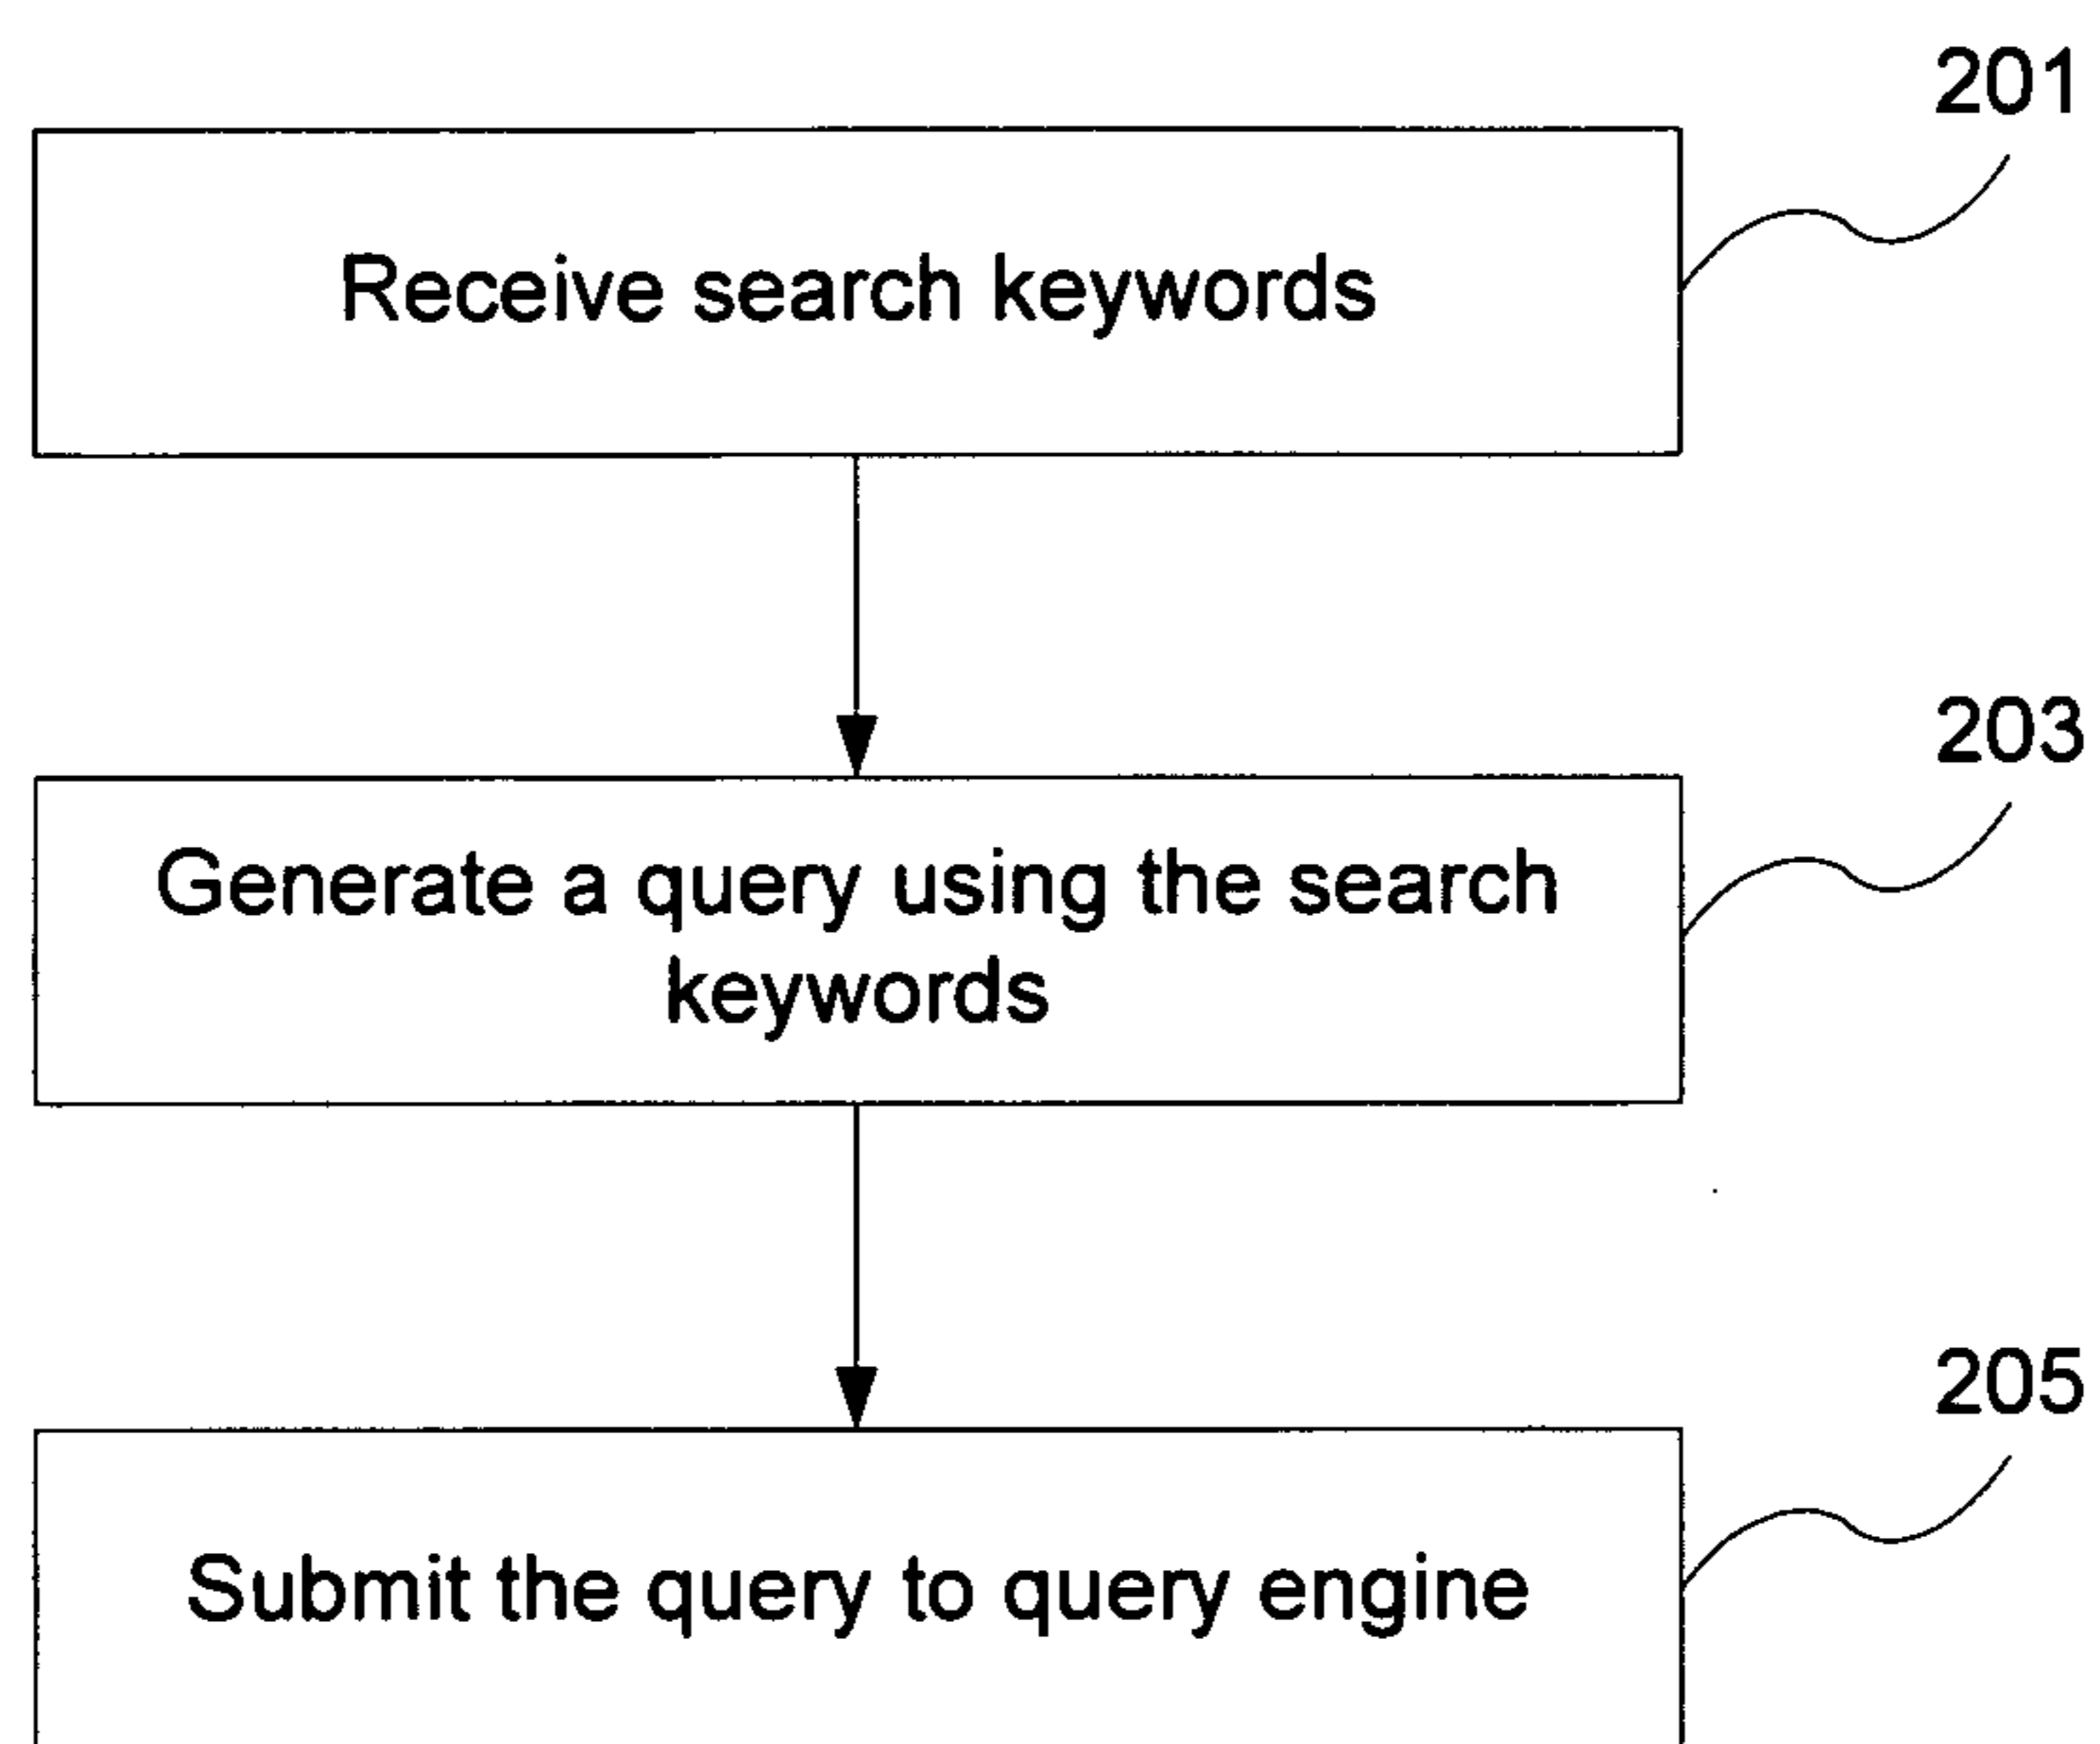 201
Receive search keywords
203
Generate a query using the search
keywords
205
Submit the query to query engine